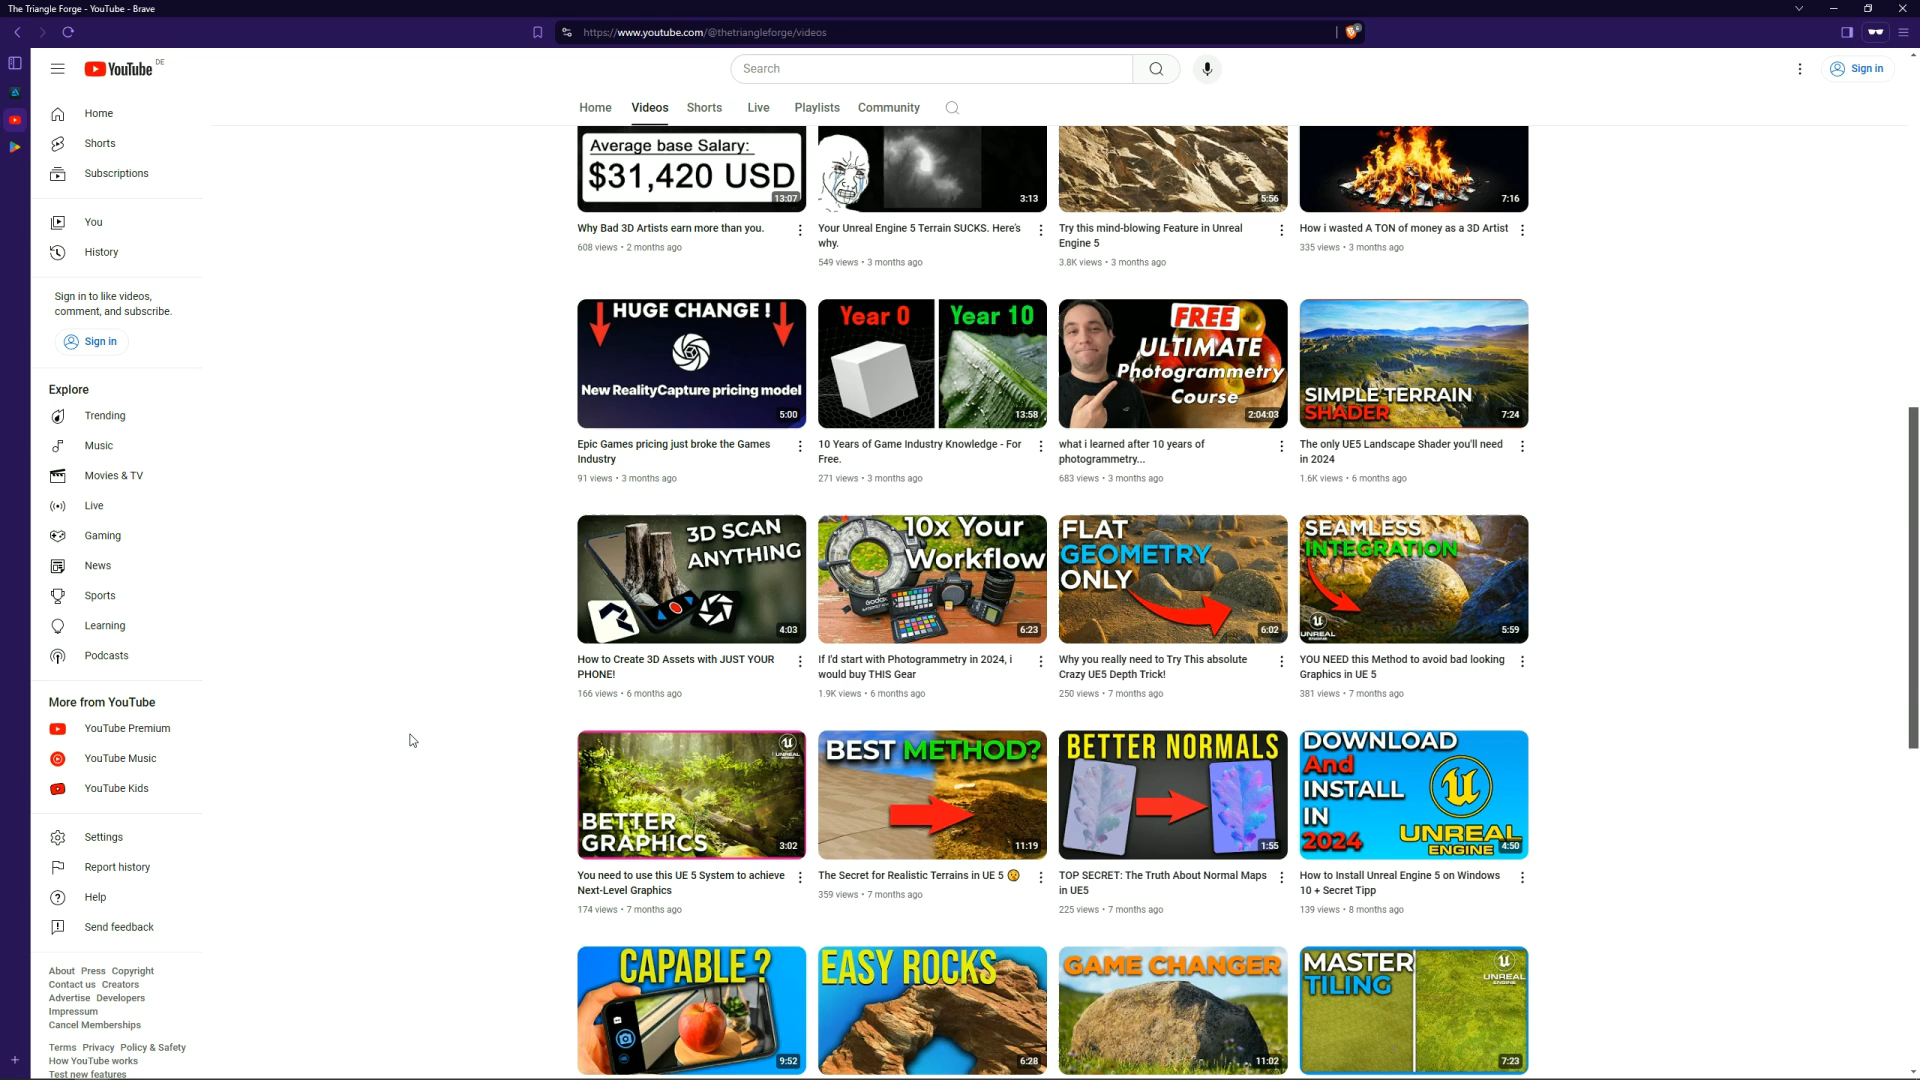 The Triangle Forge - YouTube - Brave
https://www.youtube.com/@thetriangleforge/videos
YouTube DE
Search
Sign in
Home
Shorts
Subscriptions
You
History
Sign in to like videos,
comment, and subscribe.
Sign in
Explore
Trending
Music
Movies & TV
Live
Gaming
News
Sports
Learning
Podcasts
More from YouTube
YouTube Premium
YouTube Music
YouTube Kids
Settings
Report history
Help
Send feedback
About Press Copyright
Contact us Creators
Advertise Developers
Impressum
Cancel Memberships
Terms Privacy Policy & Safety
How YouTube works
Test new features
Home Videos Shorts Live Playlists Community
Average base Salary:
$31,420 USD
13:07
Why Bad 3D Artists earn more than you.
608 views • 2 months ago
3:13
Your Unreal Engine 5 Terrain SUCKS. Here's
why.
549 views • 3 months ago
5:56
Try this mind-blowing Feature in Unreal
Engine 5
3.8K views • 3 months ago
7:16
How i wasted A TON of money as a 3D Artist
335 views • 3 months ago
HUGE CHANGE !
New RealityCapture pricing model
5:00
Epic Games pricing just broke the Games
Industry
91 views • 3 months ago
Year 0 Year 10
13:58
10 Years of Game Industry Knowledge - For
Free.
271 views • 3 months ago
FREE
ULTIMATE
Photogrammetry
Course
2:04:03
what i learned after 10 years of
photogrammetry...
683 views • 3 months ago
SIMPLE TERRAIN
SHADER
7:24
The only UE5 Landscape Shader you'll need
in 2024
1.6K views • 6 months ago
3D SCAN
ANYTHING
4:03
How to Create 3D Assets with JUST YOUR
PHONE!
166 views • 6 months ago
10x Your
Workflow
Godox
6:23
If I'd start with Photogrammetry in 2024, i
would buy THIS Gear
1.9K views • 6 months ago
FLAT
GEOMETRY
ONLY
6:02
Why you really need to Try This absolute
Crazy UE5 Depth Trick!
250 views • 7 months ago
SEAMLESS
INTEGRATION
UNREAL
5:59
YOU NEED this Method to avoid bad looking
Graphics in UE 5
381 views • 7 months ago
UNREAL
BETTER
GRAPHICS
3:02
You need to use this UE 5 System to achieve
Next-Level Graphics
174 views • 7 months ago
BEST METHOD?
11:19
The Secret for Realistic Terrains in UE 5 😯
359 views • 7 months ago
BETTER NORMALS
1:55
TOP SECRET: The Truth About Normal Maps
in UE5
225 views • 7 months ago
DOWNLOAD
And
INSTALL
IN
2024
UNREAL
ENGINE
4:50
How to Install Unreal Engine 5 on Windows
10 + Secret Tipp
139 views • 8 months ago
CAPABLE ?
9:52
EASY ROCKS
6:28
GAME CHANGER
11:02
MASTER
TILING
UNREAL
7:23